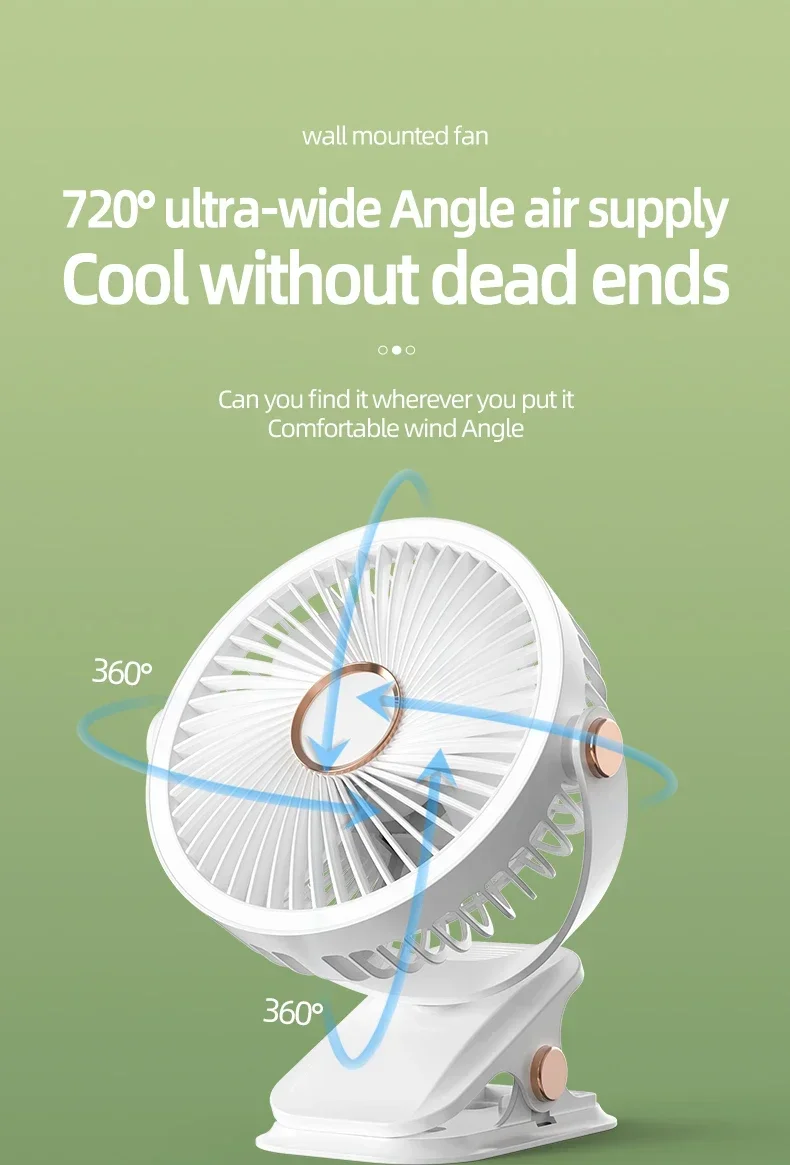 wall mounted fan
720° ultra-wide Angle air supply
Cool without dead ends
Can you find it wherever you put it
Comfortable wind Angle
360°
360°